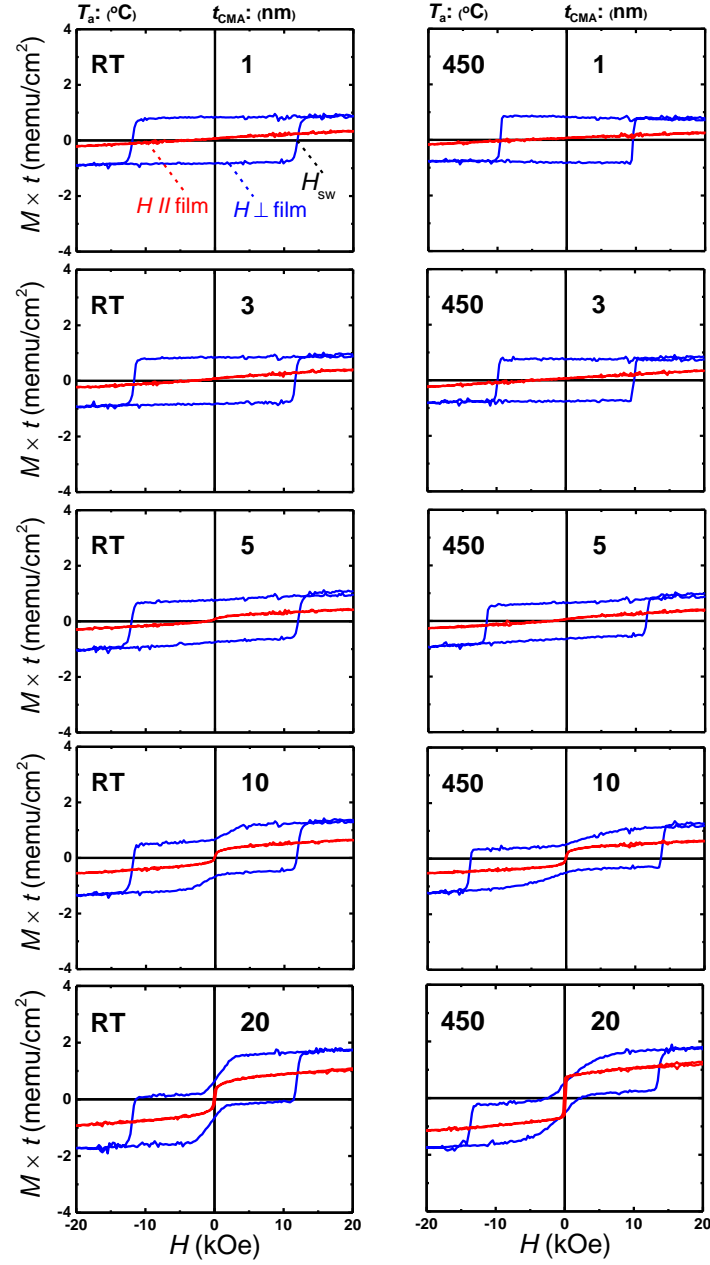 Ta: (oC) tCMA: (nm) Ta: (oC) tCMA: (nm)
4
RT 1 450 1
2
0
-2
-4
M × t (memu/cm2)
H // film H ⊥ film Hsw
4
RT 3 450 3
2
0
-2
-4
M × t (memu/cm2)
4
RT 5 450 5
2
0
-2
-4
M × t (memu/cm2)
4
RT 10 450 10
2
0
-2
-4
M × t (memu/cm2)
4
RT 20 450 20
2
0
-2
-4
M × t (memu/cm2)
-20 -10 0 10 20 -20 -10 0 10 20
H (kOe) H (kOe)